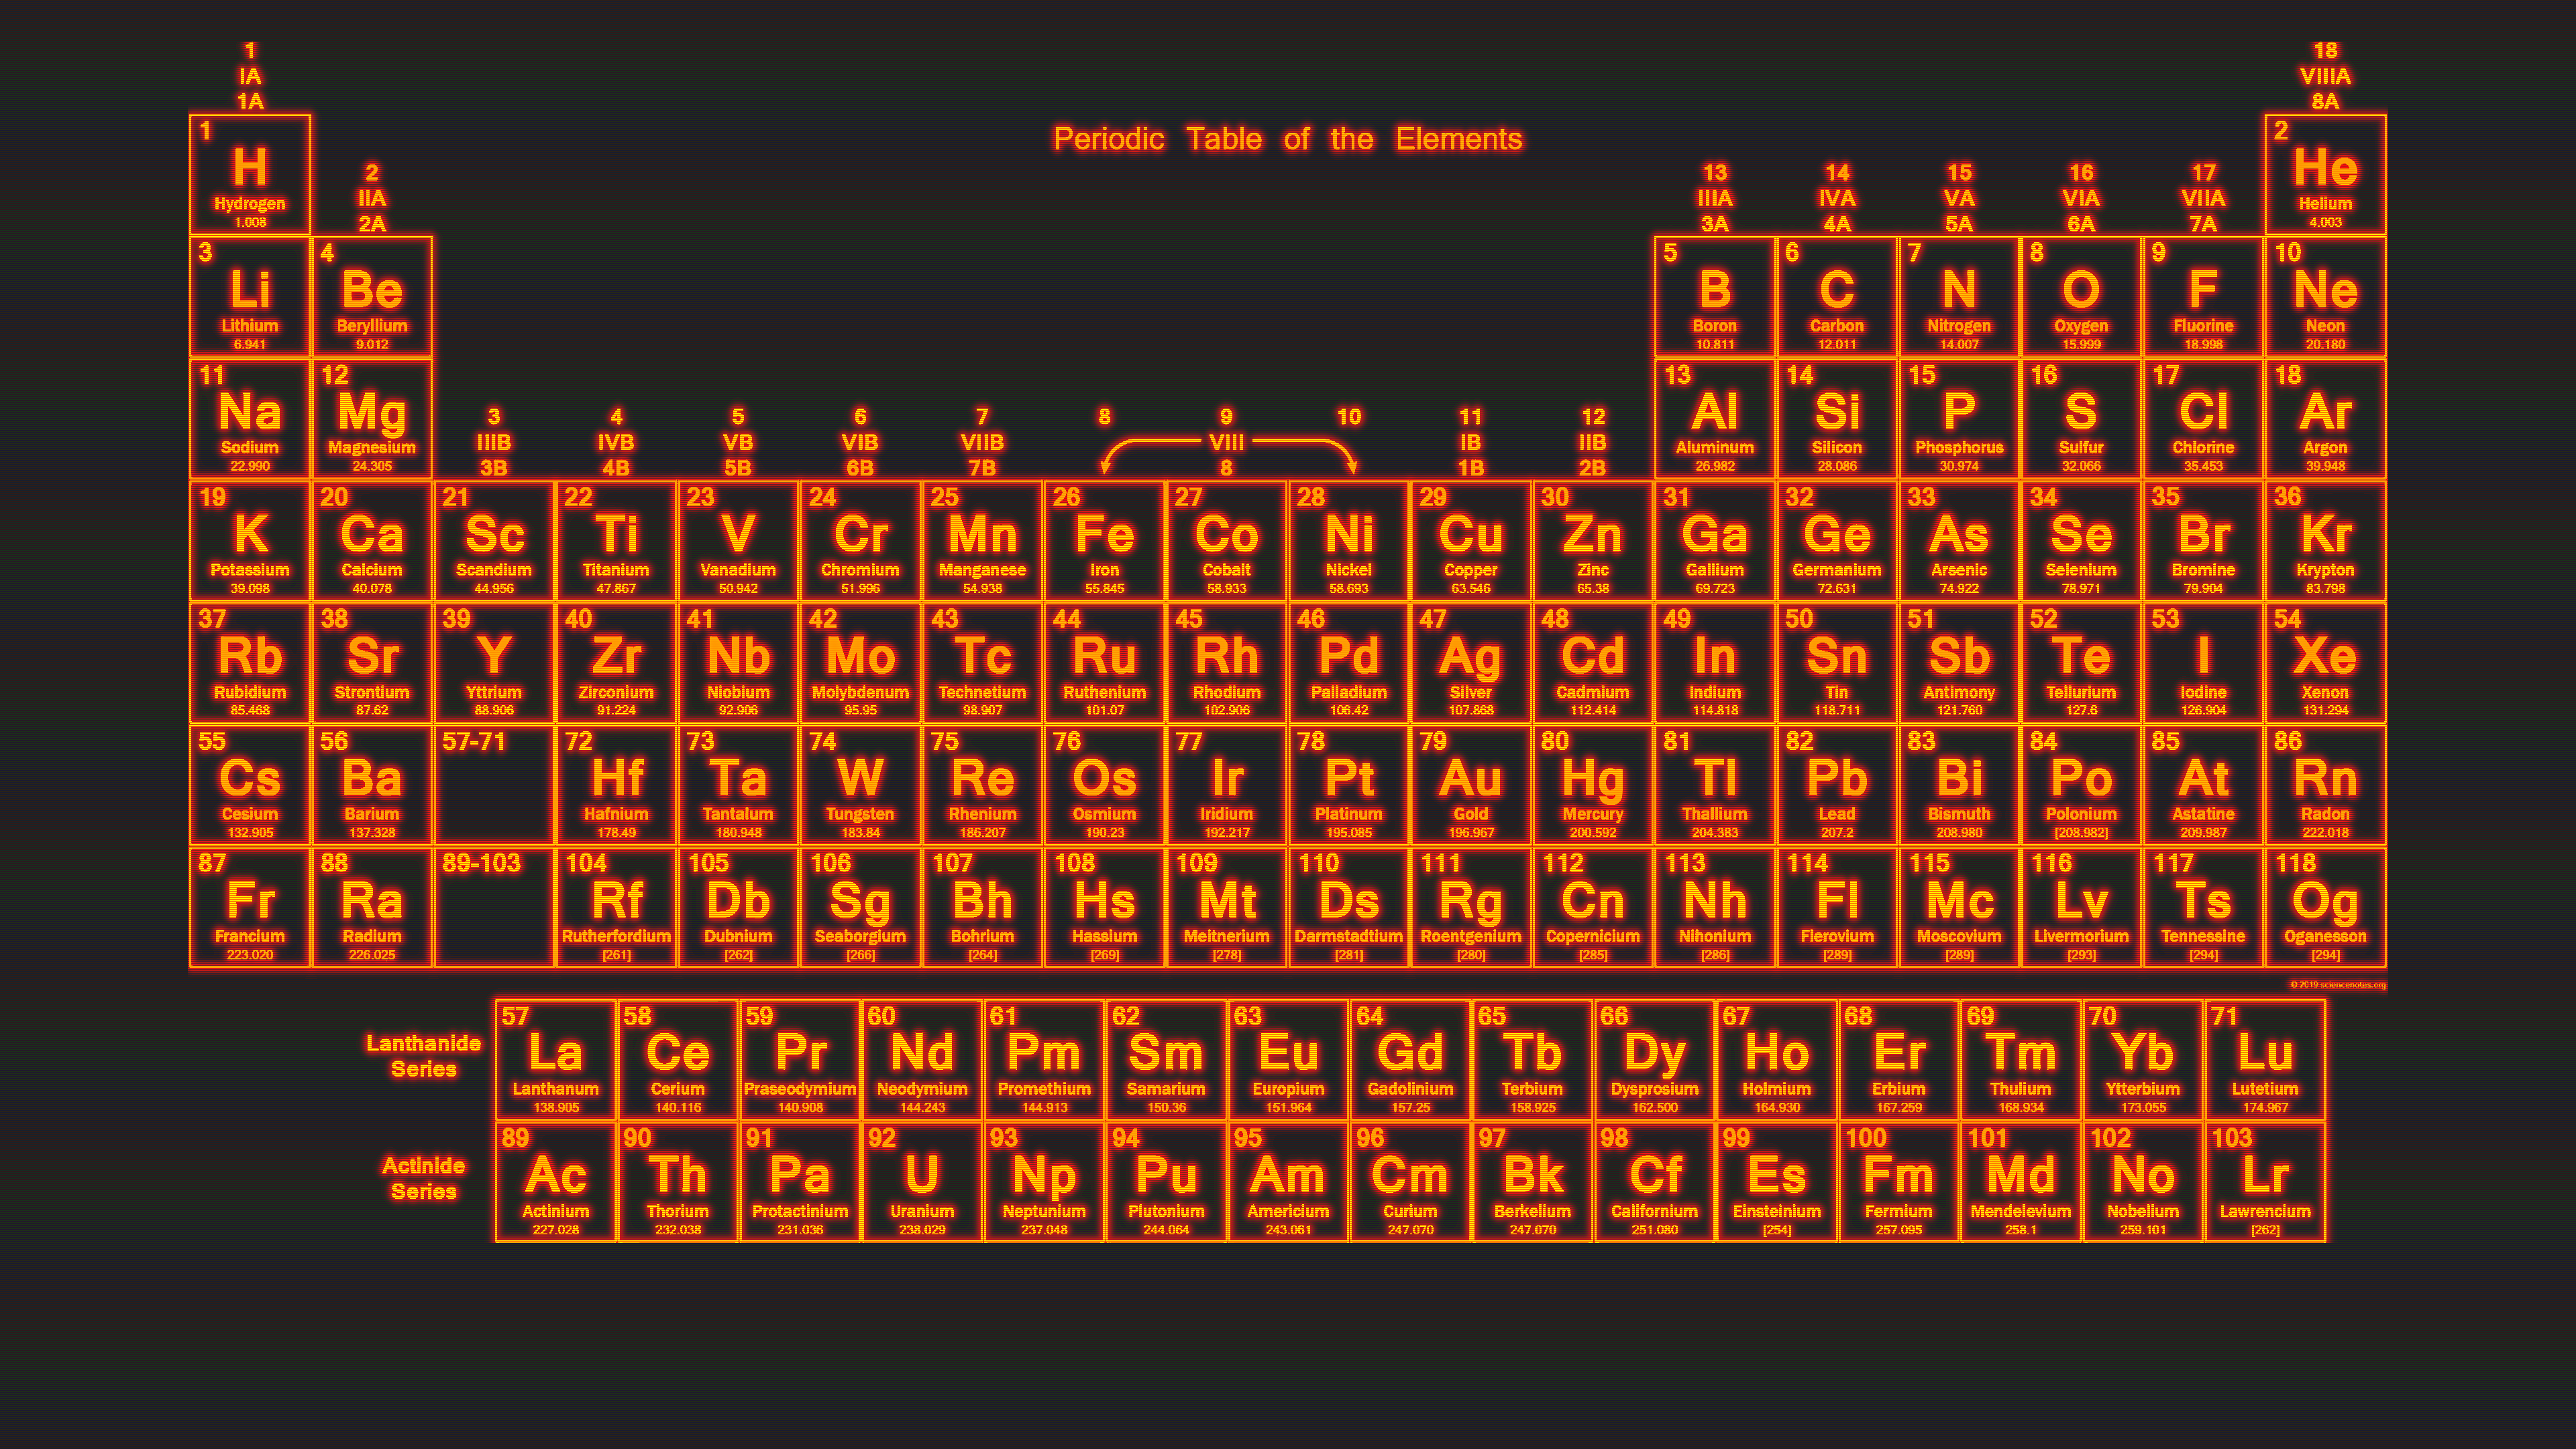 1 18
IA VIIIA
1A 8A
Periodic Table of the Elements
1 2
H He
Hydrogen Helium
1.008 4.003
2 13 14 15 16 17
IIA IIIA IVA VA VIA VIIA
2A 3A 4A 5A 6A 7A
3 4 5 6 7 8 9 10
Li Be B C N O F Ne
Lithium Beryllium Boron Carbon Nitrogen Oxygen Fluorine Neon
6.941 9.012 10.811 12.011 14.007 15.999 18.998 20.180
11 12 13 14 15 16 17 18
Na Mg Al Si P S Cl Ar
Sodium Magnesium Aluminum Silicon Phosphorus Sulfur Chlorine Argon
22.990 24.305 26.982 28.086 30.974 32.066 35.453 39.948
3 4 5 6 7 8 9 10 11 12
IIIB IVB VB VIB VIIB VIII IB IIB
3B 4B 5B 6B 7B 8 1B 2B
19 20 21 22 23 24 25 26 27 28 29 30 31 32 33 34 35 36
K Ca Sc Ti V Cr Mn Fe Co Ni Cu Zn Ga Ge As Se Br Kr
Potassium Calcium Scandium Titanium Vanadium Chromium Manganese Iron Cobalt Nickel Copper Zinc Gallium Germanium Arsenic Selenium Bromine Krypton
39.098 40.078 44.956 47.867 50.942 51.996 54.938 55.845 58.933 58.693 63.546 65.38 69.723 72.631 74.922 78.971 79.904 83.798
37 38 39 40 41 42 43 44 45 46 47 48 49 50 51 52 53 54
Rb Sr Y Zr Nb Mo Tc Ru Rh Pd Ag Cd In Sn Sb Te I Xe
Rubidium Strontium Yttrium Zirconium Niobium Molybdenum Technetium Ruthenium Rhodium Palladium Silver Cadmium Indium Tin Antimony Tellurium Iodine Xenon
85.468 87.62 88.906 91.224 92.906 95.95 98.907 101.07 102.906 106.42 107.868 112.414 114.818 118.711 121.760 127.6 126.904 131.294
55 56 57-71 72 73 74 75 76 77 78 79 80 81 82 83 84 85 86
Cs Ba Hf Ta W Re Os Ir Pt Au Hg Tl Pb Bi Po At Rn
Cesium Barium Hafnium Tantalum Tungsten Rhenium Osmium Iridium Platinum Gold Mercury Thallium Lead Bismuth Polonium Astatine Radon
132.905 137.328 178.49 180.948 183.84 186.207 190.23 192.217 195.085 196.967 200.592 204.383 207.2 208.980 [208.982] 209.987 222.018
87 88 89-103 104 105 106 107 108 109 110 111 112 113 114 115 116 117 118
Fr Ra Rf Db Sg Bh Hs Mt Ds Rg Cn Nh Fl Mc Lv Ts Og
Francium Radium Rutherfordium Dubnium Seaborgium Bohrium Hassium Meitnerium Darmstadtium Roentgenium Copernicium Nihonium Flerovium Moscovium Livermorium Tennessine Oganesson
223.020 226.025 [261] [262] [266] [264] [269] [278] [281] [280] [285] [286] [289] [289] [293] [294] [294]
© 2019 sciencenotes.org
Lanthanide
Series
57 58 59 60 61 62 63 64 65 66 67 68 69 70 71
La Ce Pr Nd Pm Sm Eu Gd Tb Dy Ho Er Tm Yb Lu
Lanthanum Cerium Praseodymium Neodymium Promethium Samarium Europium Gadolinium Terbium Dysprosium Holmium Erbium Thulium Ytterbium Lutetium
138.905 140.116 140.908 144.243 144.913 150.36 151.964 157.25 158.925 162.500 164.930 167.259 168.934 173.055 174.967
Actinide
Series
89 90 91 92 93 94 95 96 97 98 99 100 101 102 103
Ac Th Pa U Np Pu Am Cm Bk Cf Es Fm Md No Lr
Actinium Thorium Protactinium Uranium Neptunium Plutonium Americium Curium Berkelium Californium Einsteinium Fermium Mendelevium Nobelium Lawrencium
227.028 232.038 231.036 238.029 237.048 244.064 243.061 247.070 247.070 251.080 [254] 257.095 258.1 259.101 [262]